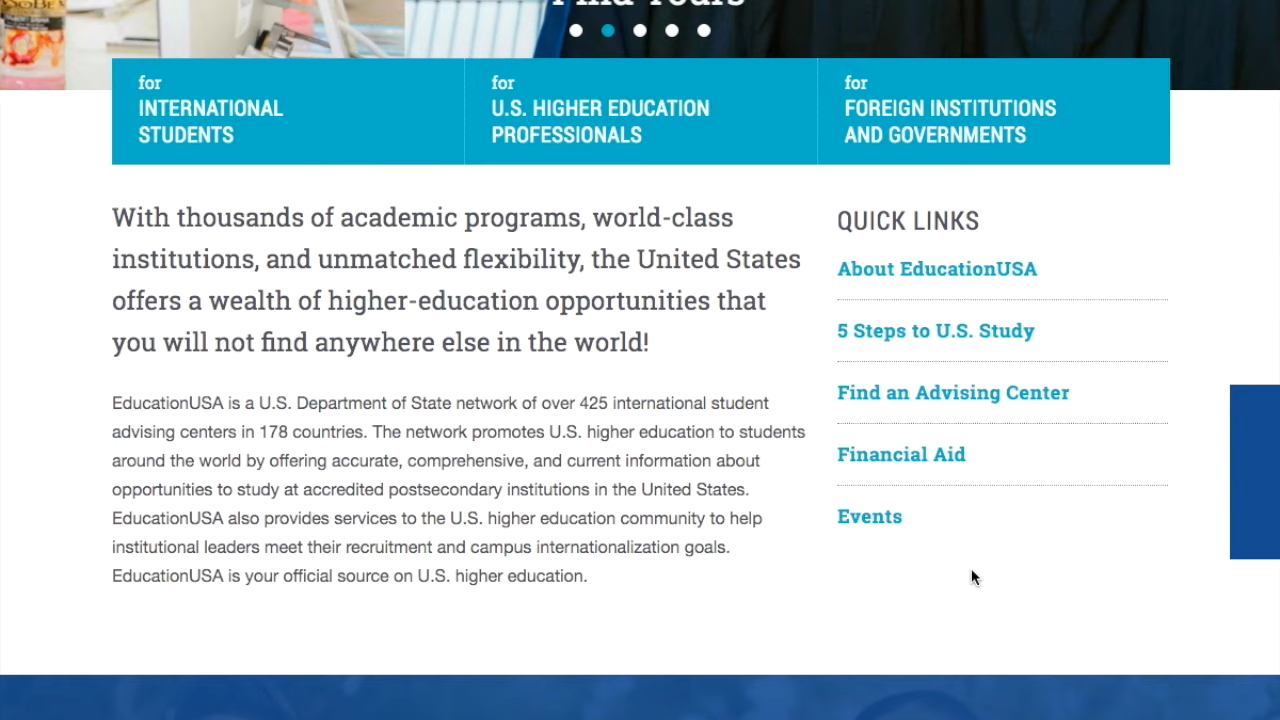 for
INTERNATIONAL
STUDENTS
for
U.S. HIGHER EDUCATION
PROFESSIONALS
for
FOREIGN INSTITUTIONS
AND GOVERNMENTS
With thousands of academic programs, world-class
institutions, and unmatched flexibility, the United States
offers a wealth of higher-education opportunities that
you will not find anywhere else in the world!
EducationUSA is a U.S. Department of State network of over 425 international student
advising centers in 178 countries. The network promotes U.S. higher education to students
around the world by offering accurate, comprehensive, and current information about
opportunities to study at accredited postsecondary institutions in the United States.
EducationUSA also provides services to the U.S. higher education community to help
institutional leaders meet their recruitment and campus internationalization goals.
EducationUSA is your official source on U.S. higher education.
QUICK LINKS
About EducationUSA
5 Steps to U.S. Study
Find an Advising Center
Financial Aid
Events